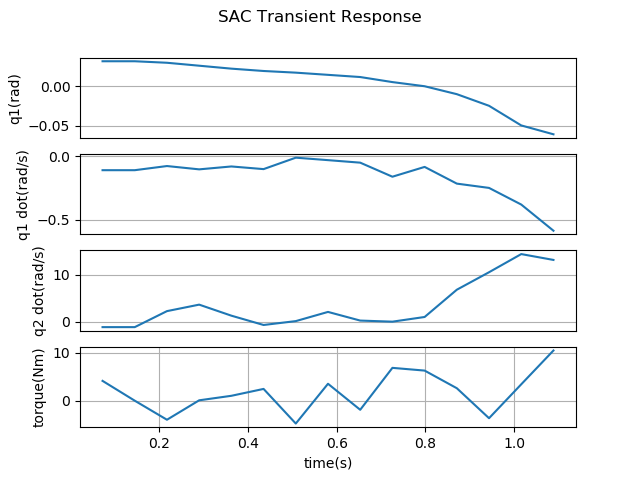 SAC Transient Response
q1(rad)
0.00
−0.05
q1 dot(rad/s)
0.0
−0.5
q2 dot(rad/s)
10
0
torque(Nm)
10
0
0.2 0.4 0.6 0.8 1.0
time(s)